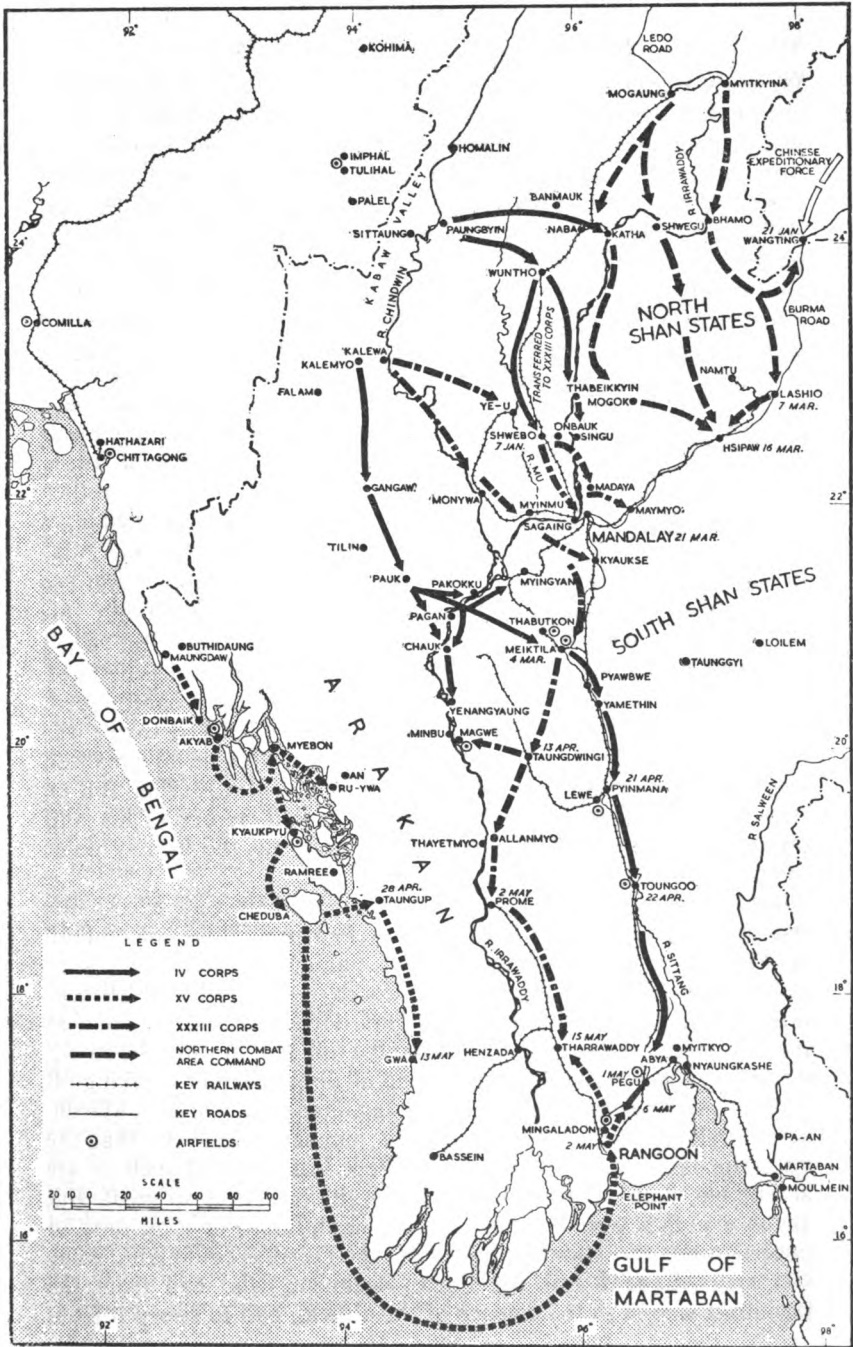 92°
94
96
98
KOHIMA
LEDO
ROAD
MOGAUNG
MYITKYINA
HOMALIN
CHINESE
EXPEDITIONARY
FORCE
IMPHAL
TULIHAL
R. IRRAWADDY
PALEL
BANMAUK
KABAW VALLEY
SITTAUNG
PAUNGBYIN
NABA
KATHA
SHWEGU
BHAMO
21 JAN
WANGTING
24°
24°
R. CHINDWIN
WUNTHO
NORTH
SHAN STATES
BURMA
ROAD
COMILLA
TRANSFERRED
TO XXXIII CORPS
KALEWA
KALEMYO
FALAM
THABEIKKYIN
MOGOK
NAMTU
LASHIO
7 MAR.
YE-U
ONBAUK
SINGU
SHWEBO
7 JAN.
HSIPAW 16 MAR.
HATHAZARI
CHITTAGONG
R. MU
22°
GANGAW
MONYWA
MADAYA
22°
MYINMU
SAGAING
MAYMYO
MANDALAY 21 MAR.
TILIN
KYAUKSE
PAUK
PAKOKKU
MYINGYAN
SOUTH SHAN STATES
PAGAN
THABUTKON
CHAUK
MEIKTILA
4 MAR.
LOILEM
TAUNGGYI
BUTHIDAUNG
MAUNGDAW
BAY OF BENGAL
ARAKAN
PYAWBWE
YAMETHIN
YENANGYAUNG
DONBAIK
AKYAB
MINBU
MAGWE
20°
MYEBON
13 APR.
TAUNGDWINGI
20°
AN
RU-YWA
21 APR.
PYINMANA
LEWE
R. SALWEEN
KYAUKPYU
THAYETMYO
ALLANMYO
RAMREE
28 APR.
TAUNGUP
2 MAY
PROME
TOUNGOO
22 APR.
CHEDUBA
R. IRRAWADDY
R. SITTANG
LEGEND
IV CORPS
XV CORPS
XXXIII CORPS
NORTHERN COMBAT
AREA COMMAND
KEY RAILWAYS
KEY ROADS
AIRFIELDS
SCALE
20 10 0 20 40 60 80 100
MILES
18°
18°
GWA
13 MAY
HENZADA
15 MAY
THARRAWADDY
ABYA
MYITKYO
NYAUNGKASHE
1 MAY
PEGU
6 MAY
MINGALADON
2 MAY
RANGOON
BASSEIN
PA-AN
MARTABAN
MOULMEIN
ELEPHANT
POINT
16°
16°
GULF OF
MARTABAN
92°
94
96
98°